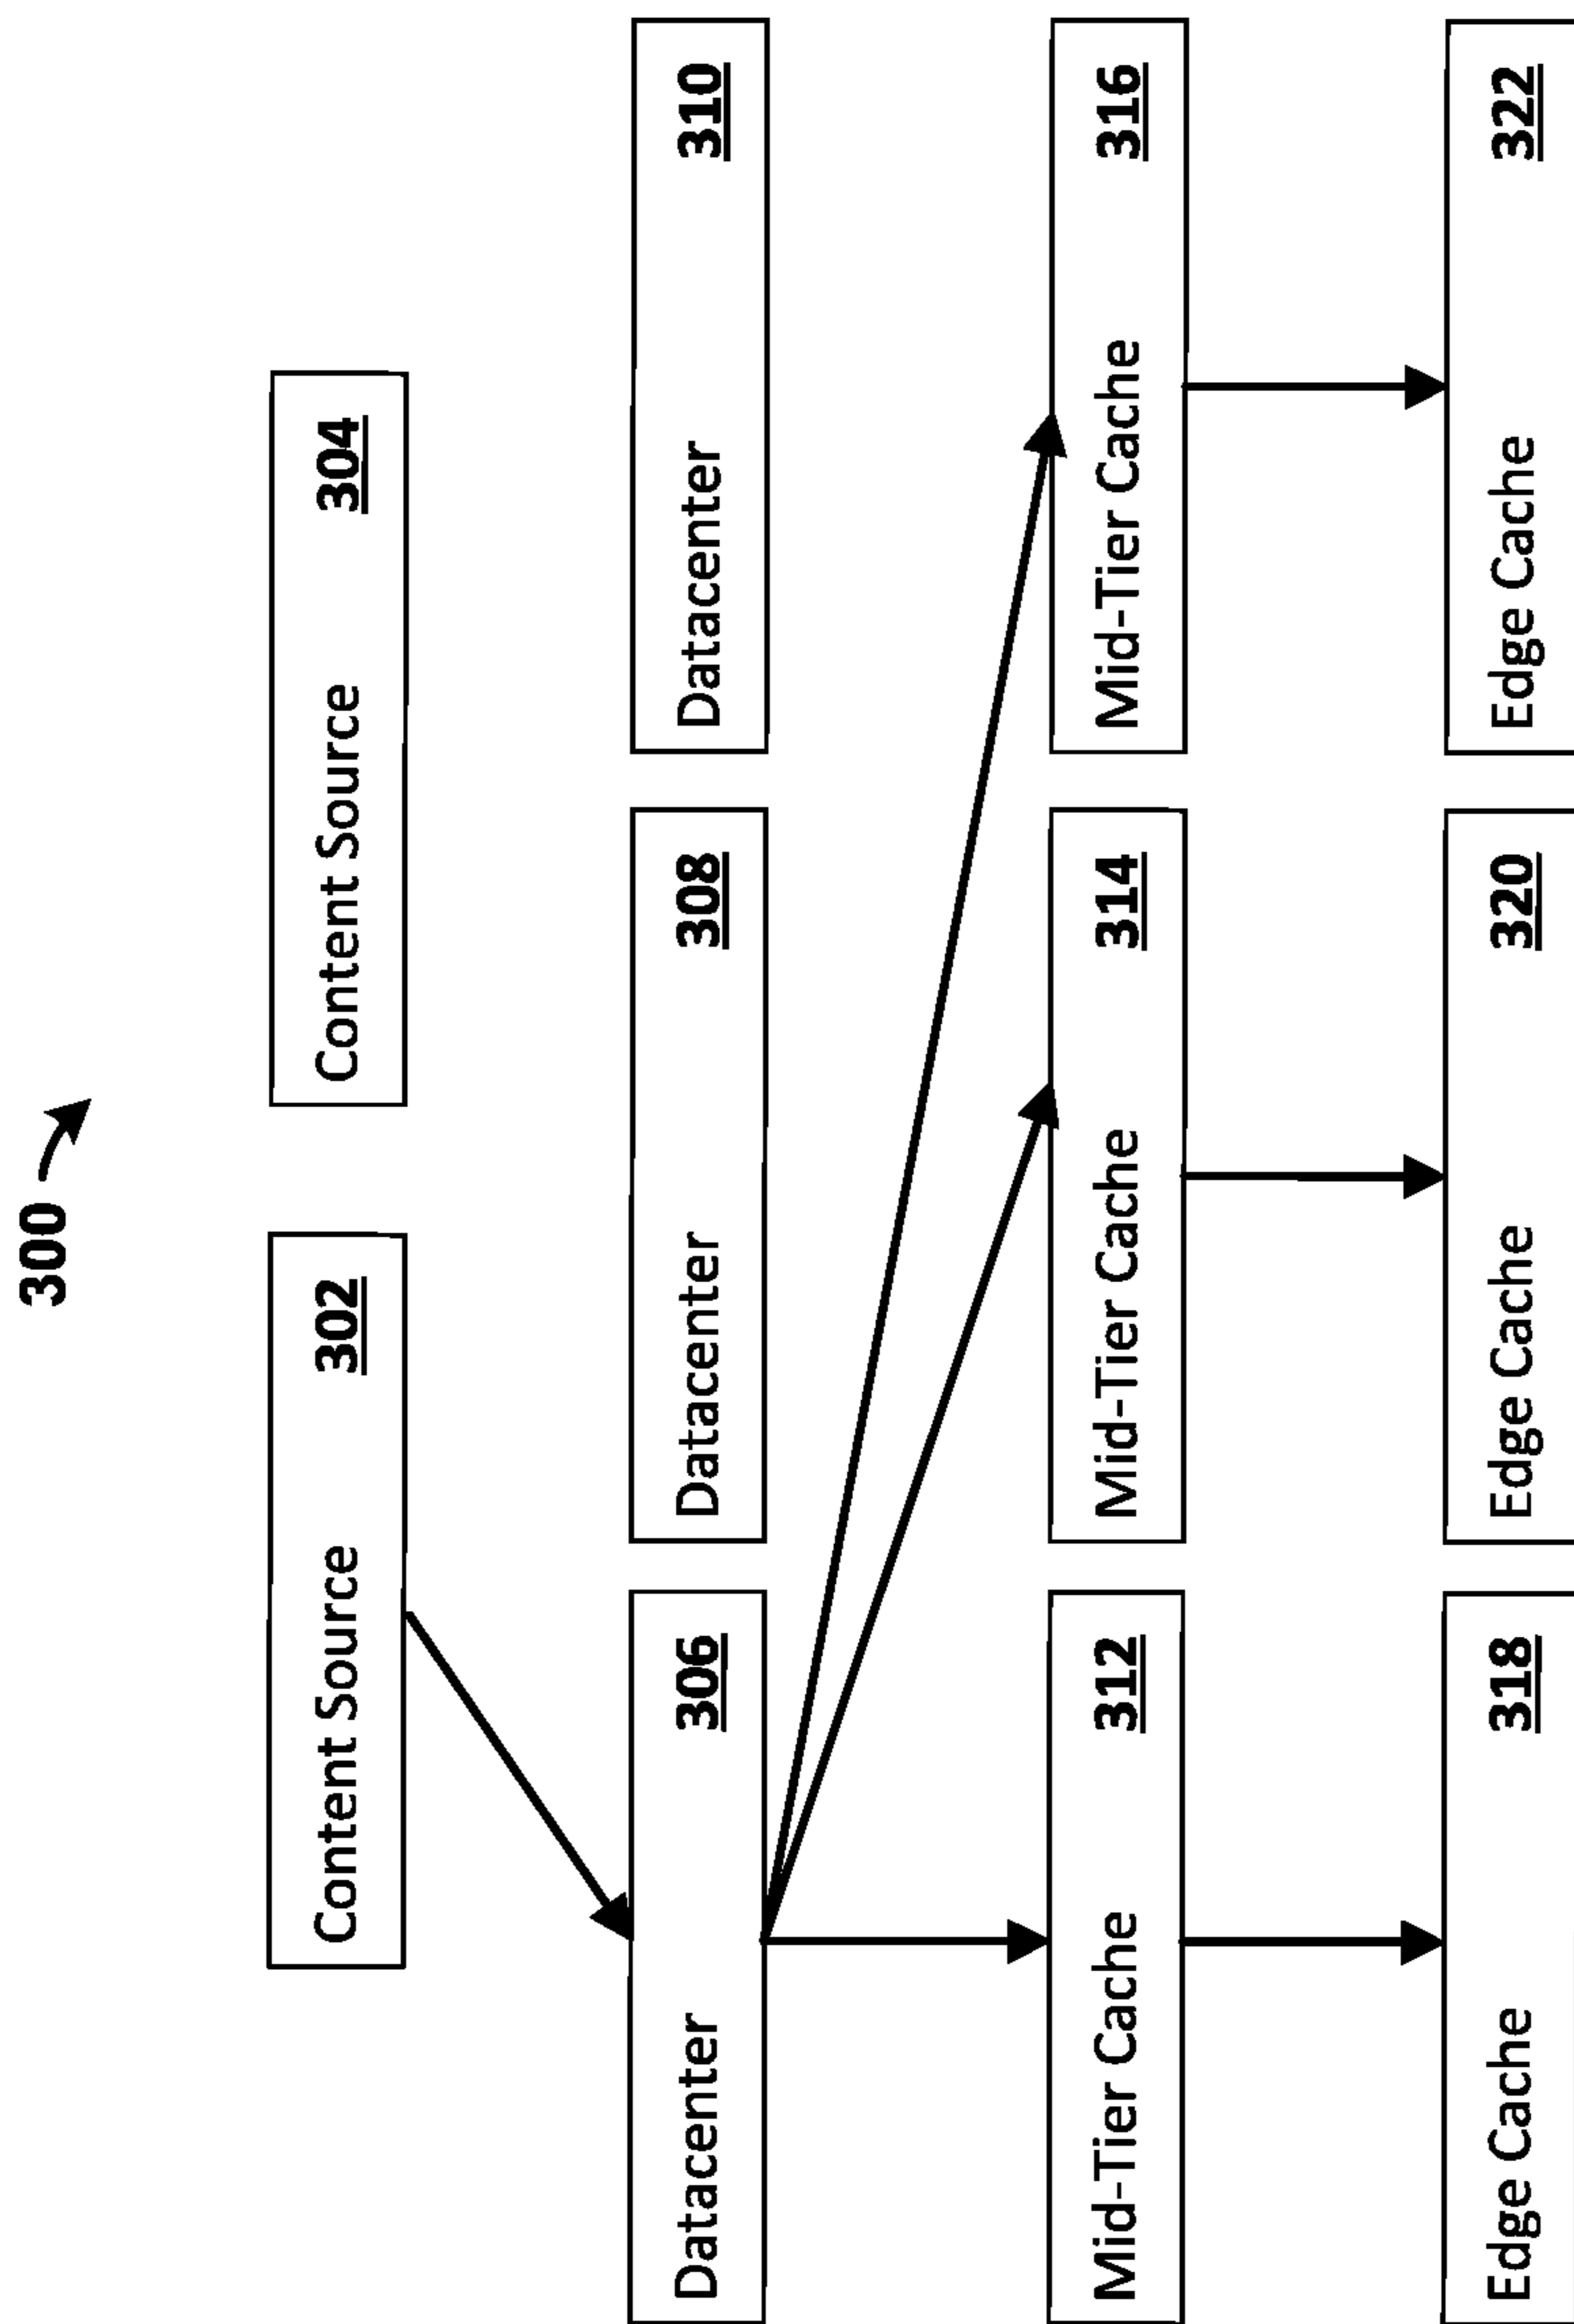 300
Content Source 302
Content Source 304
Datacenter 306
Datacenter 308
Datacenter 310
Mid-Tier Cache 312
Mid-Tier Cache 314
Mid-Tier Cache 316
Edge Cache 318
Edge Cache 320
Edge Cache 322